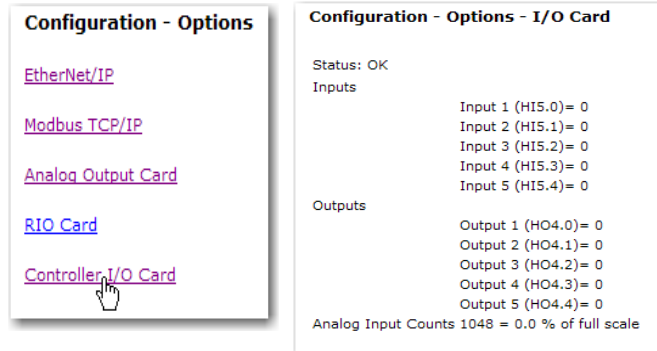 Configuration - Options
EtherNet/IP
Modbus TCP/IP
Analog Output Card
RIO Card
Controller I/O Card
Configuration - Options - I/O Card
Status: OK
Inputs
Input 1 (HI5.0)= 0
Input 2 (HI5.1)= 0
Input 3 (HI5.2)= 0
Input 4 (HI5.3)= 0
Input 5 (HI5.4)= 0
Outputs
Output 1 (HO4.0)= 0
Output 2 (HO4.1)= 0
Output 3 (HO4.2)= 0
Output 4 (HO4.3)= 0
Output 5 (HO4.4)= 0
Analog Input Counts 1048 = 0.0 % of full scale